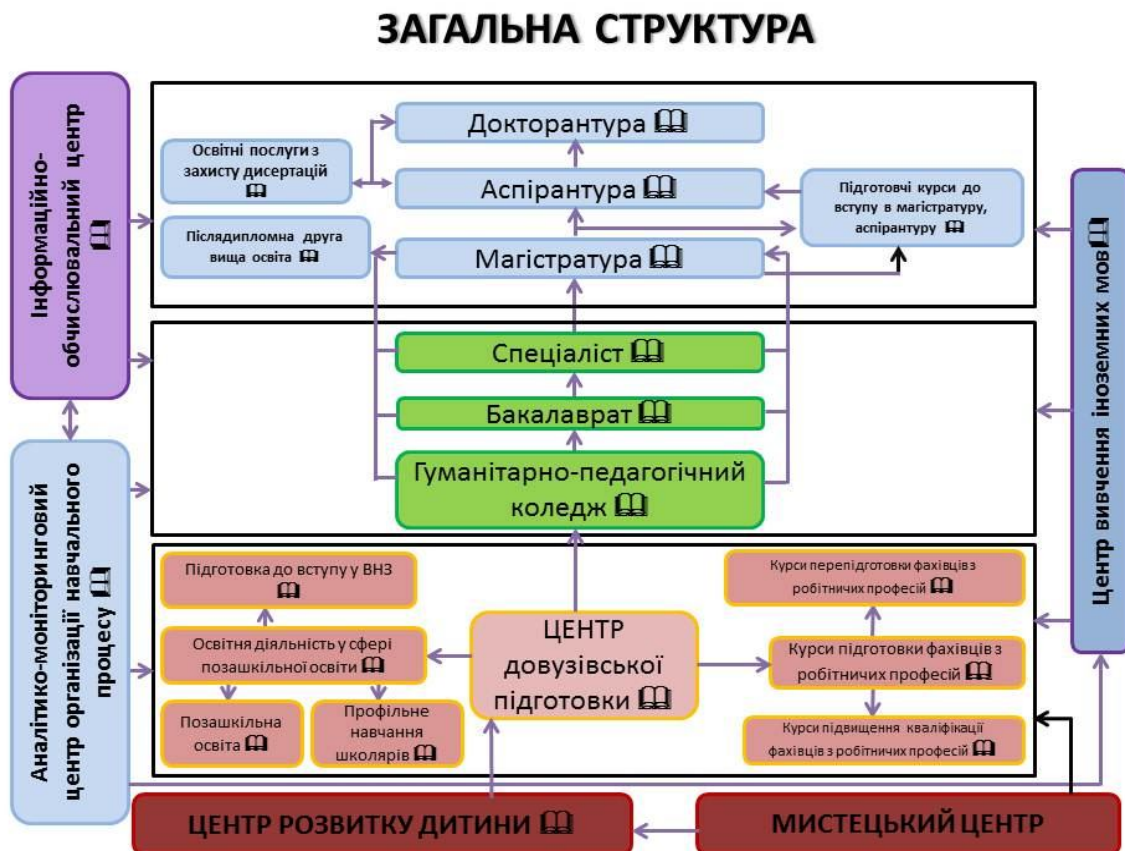 ЗАГАЛЬНА СТРУКТУРА
Інформаційно-
обчислювальний центр
Аналітико-моніторинговий
центр організації навчального
процесу
Докторантура
Освітні послуги з
захисту дисертацій
Аспірантура
Підготовчі курси до
вступу в магістратуру,
аспірантуру
Післядипломна друга
вища освіта
Магістратура
Спеціаліст
Бакалаврат
Гуманітарно-педагогічний
коледж
Підготовка до вступу у ВНЗ
Освітня діяльність у сфері
позашкільної освіти
Позашкільна
освіта
Профільне
навчання
школярів
ЦЕНТР
довузівської
підготовки
Курси перепідготовки фахівців з
робітничих професій
Курси підготовки фахівців з
робітничих професій
Курси підвищення кваліфікації
фахівців з робітничих професій
Центр вивчення іноземних мов
ЦЕНТР РОЗВИТКУ ДИТИНИ
МИСТЕЦЬКИЙ ЦЕНТР